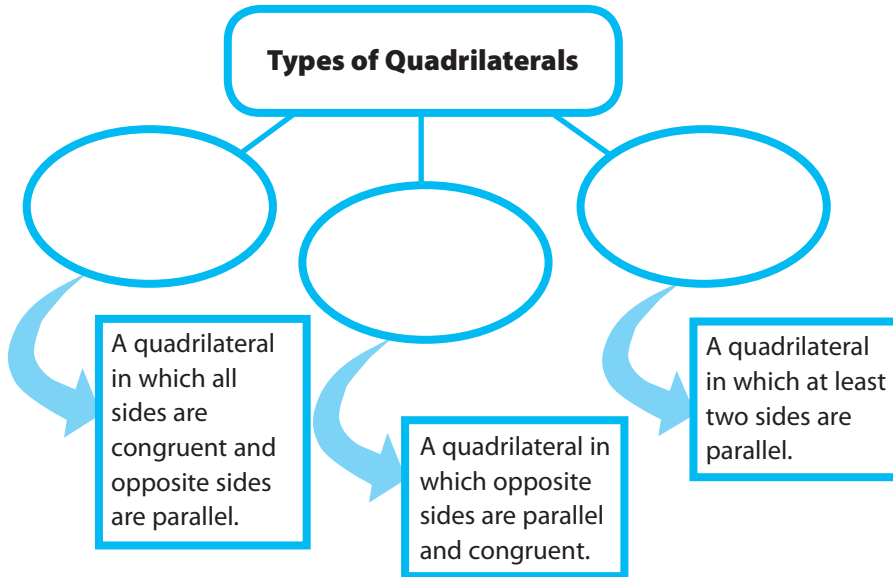 Types of Quadrilaterals
A quadrilateral
in which all
sides are
congruent and
opposite sides
are parallel.
A quadrilateral in
which opposite
sides are parallel
and congruent.
A quadrilateral
in which at least
two sides are
parallel.